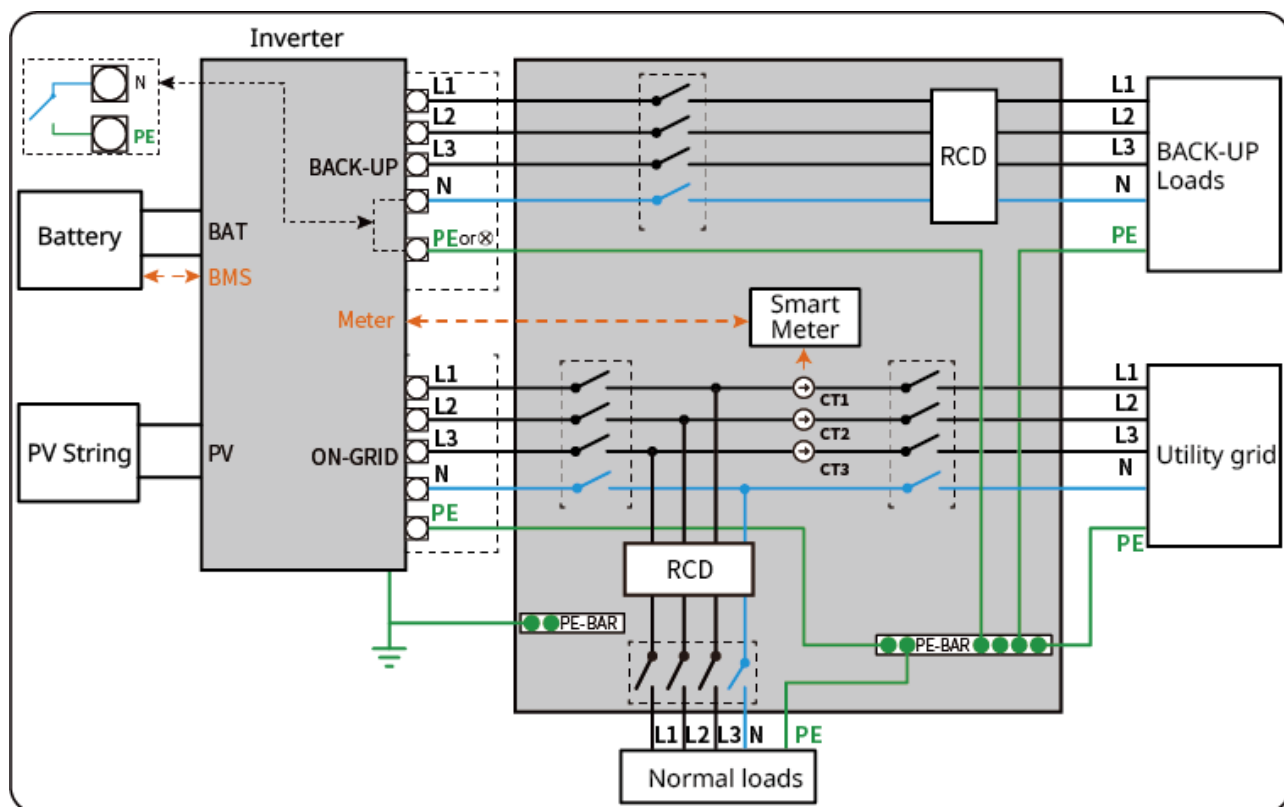 Inverter
N
PE
L1
L2
L3
BACK-UP
N
PEor⊗
RCD
L1
L2
L3
N
PE
BACK-UP
Loads
Battery
BAT
BMS
Meter
Smart
Meter
L1
L2
L3
ON-GRID
N
PE
CT1
CT2
CT3
L1
L2
L3
N
PE
Utility grid
PV String
PV
RCD
PE-BAR
PE-BAR
L1 L2 L3 N PE
Normal loads